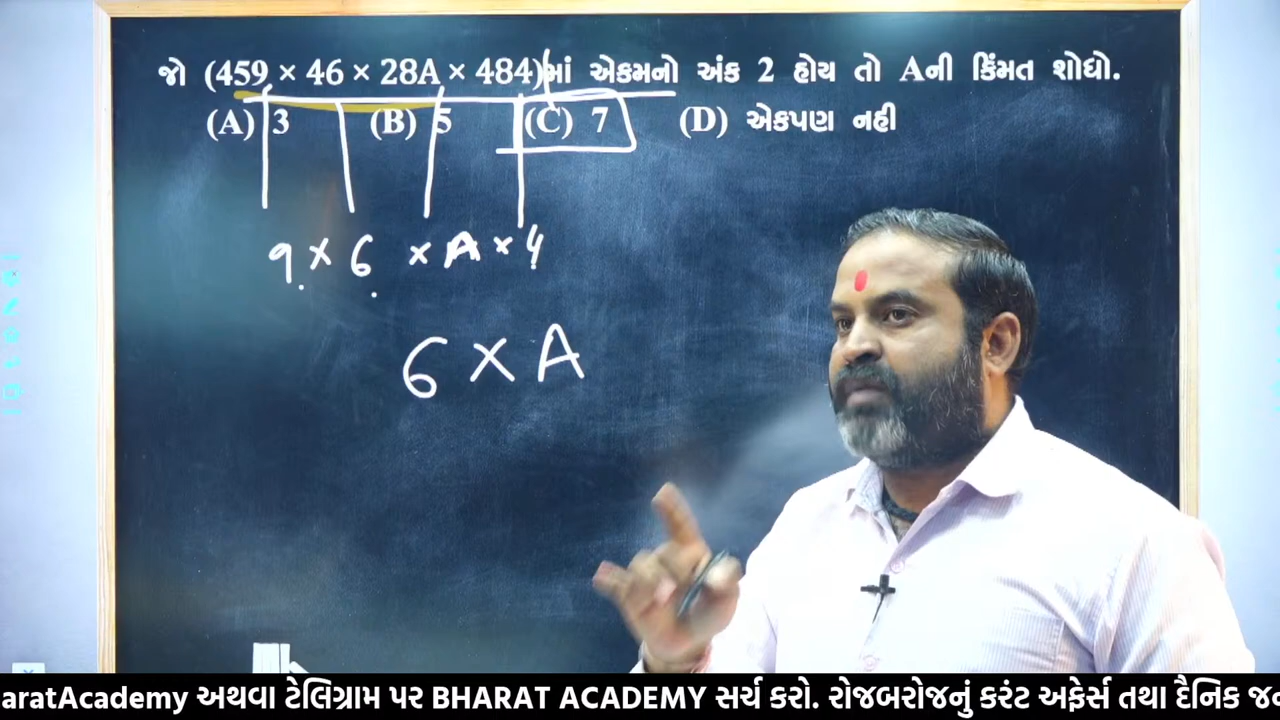 જો (459 × 46 × 28A × 484)માં એકમનો અંક 2 હોય તો Aની કિંમત શોધો.
(A) 3 (B) 5 (C) 7 (D) એકપણ નહી
9 × 6 × A × 4
6 × A
aratAcademy અથવા ટેલિગ્રામ પર BHARAT ACADEMY સર્ચ કરો. રોજબરોજનું કરંટ અફેર્સ તથા દૈનિક જ